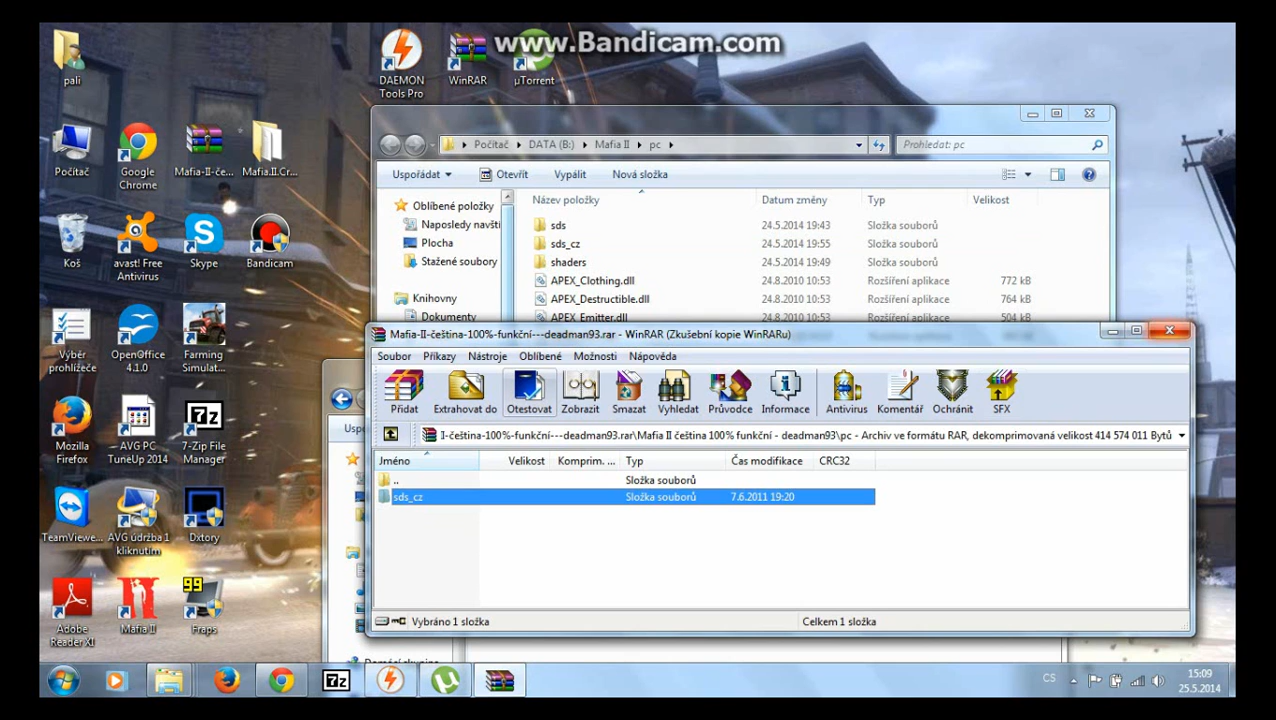 www.Bandicam.com
pali
DAEMON
Tools Pro
WinRAR
µTorrent
Počítač
Google
Chrome
Mafia-II-če...
Mafia.II.Cr...
Koš
avast! Free
Antivirus
Skype
Bandicam
Výběr
prohlížeče
OpenOffice
4.1.0
Farming
Simulat...
Mozilla
Firefox
AVG PC
TuneUp 2014
7-Zip File
Manager
TeamViewe...
AVG údržba 1
kliknutím
Dxtory
Adobe
Reader XI
Mafia II
99
Fraps
Počítač
DATA (B:)
Mafia II
pc
Prohledat: pc
Uspořádat
Otevřít
Vypálit
Nová složka
Oblíbené položky
Naposledy navští
Plocha
Stažené soubory
Knihovny
Dokumenty
Název položky
Datum změny
Typ
Velikost
sds
24.5.2014 19:43
Složka souborů
sds_cz
24.5.2014 19:55
Složka souborů
shaders
24.5.2014 19:49
Složka souborů
APEX_Clothing.dll
24.8.2010 10:53
Rozšíření aplikace
772 kB
APEX_Destructible.dll
24.8.2010 10:53
Rozšíření aplikace
764 kB
APEX_Emitter.dll
24.8.2010 10:53
Rozšíření aplikace
504 kB
Mafia-II-čeština-100%-funkční---deadman93.rar - WinRAR (Zkušební kopie WinRARu)
Soubor
Příkazy
Nástroje
Oblíbené
Možnosti
Nápověda
Přidat
Extrahovat do
Otestovat
Zobrazit
Smazat
Vyhledat
Průvodce
Informace
Antivirus
Komentář
Ochránit
SFX
I-čeština-100%-funkční---deadman93.rar\Mafia II čeština 100% funkční - deadman93\pc - Archiv ve formátu RAR, dekomprimovaná velikost 414 574 011 Bytů
Jméno
Velikost
Komprim. ...
Typ
Čas modifikace
CRC32
..
Složka souborů
sds_cz
Složka souborů
7.6.2011 19:20
Vybráno 1 složka
Celkem 1 složka
Uspo
7z
CS
15:09
25.5.2014